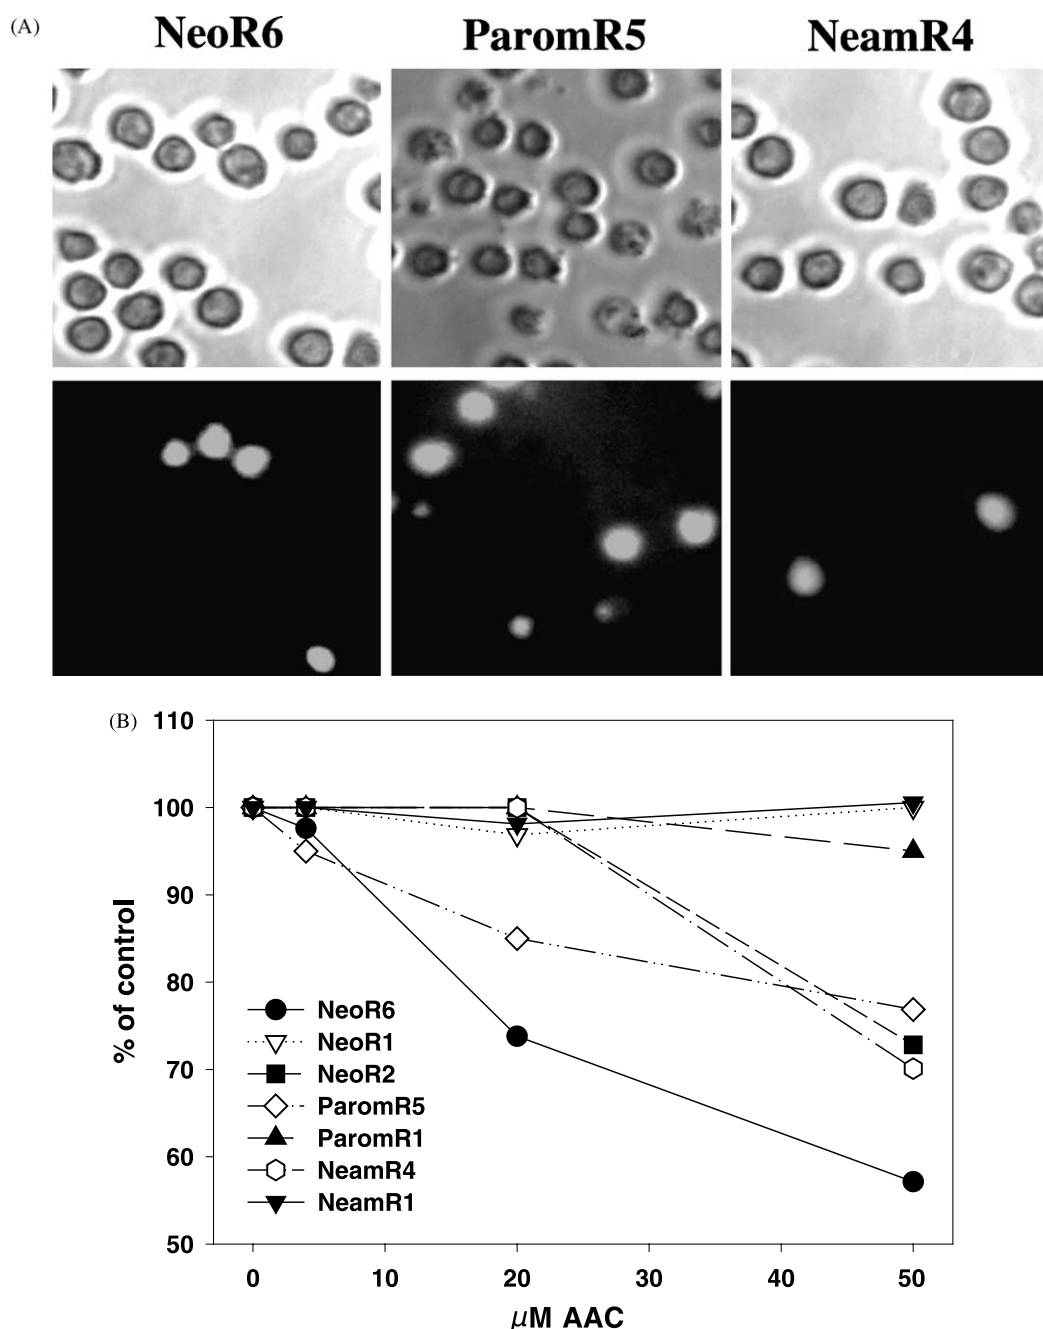 (A)
NeoR6 ParomR5 NeamR4
(B)
110
100
90
80
70
60
50
% of control
NeoR6
NeoR1
NeoR2
ParomR5
ParomR1
NeamR4
NeamR1
0 10 20 30 40 50
μM AAC